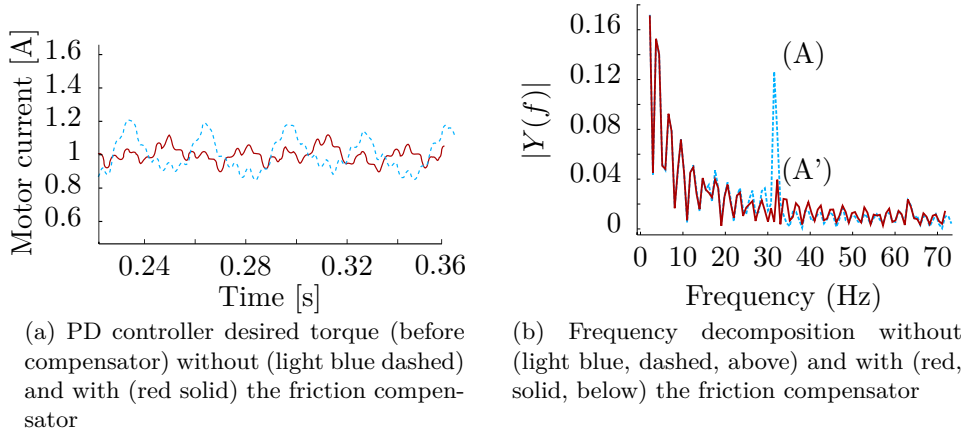 Motor current [A]
1.6
1.2
1
0.8
0.6
0.24
0.28
0.32
0.36
Time [s]
(a) PD controller desired torque (before
compensator) without (light blue dashed)
and with (red solid) the friction compen-
sator
|Y(f)|
0.16
0.12
0.08
0.04
0
(A)
(A')
0
10
20
30
40
50
60
70
Frequency (Hz)
(b) Frequency decomposition without
(light blue, dashed, above) and with (red,
solid, below) the friction compensator